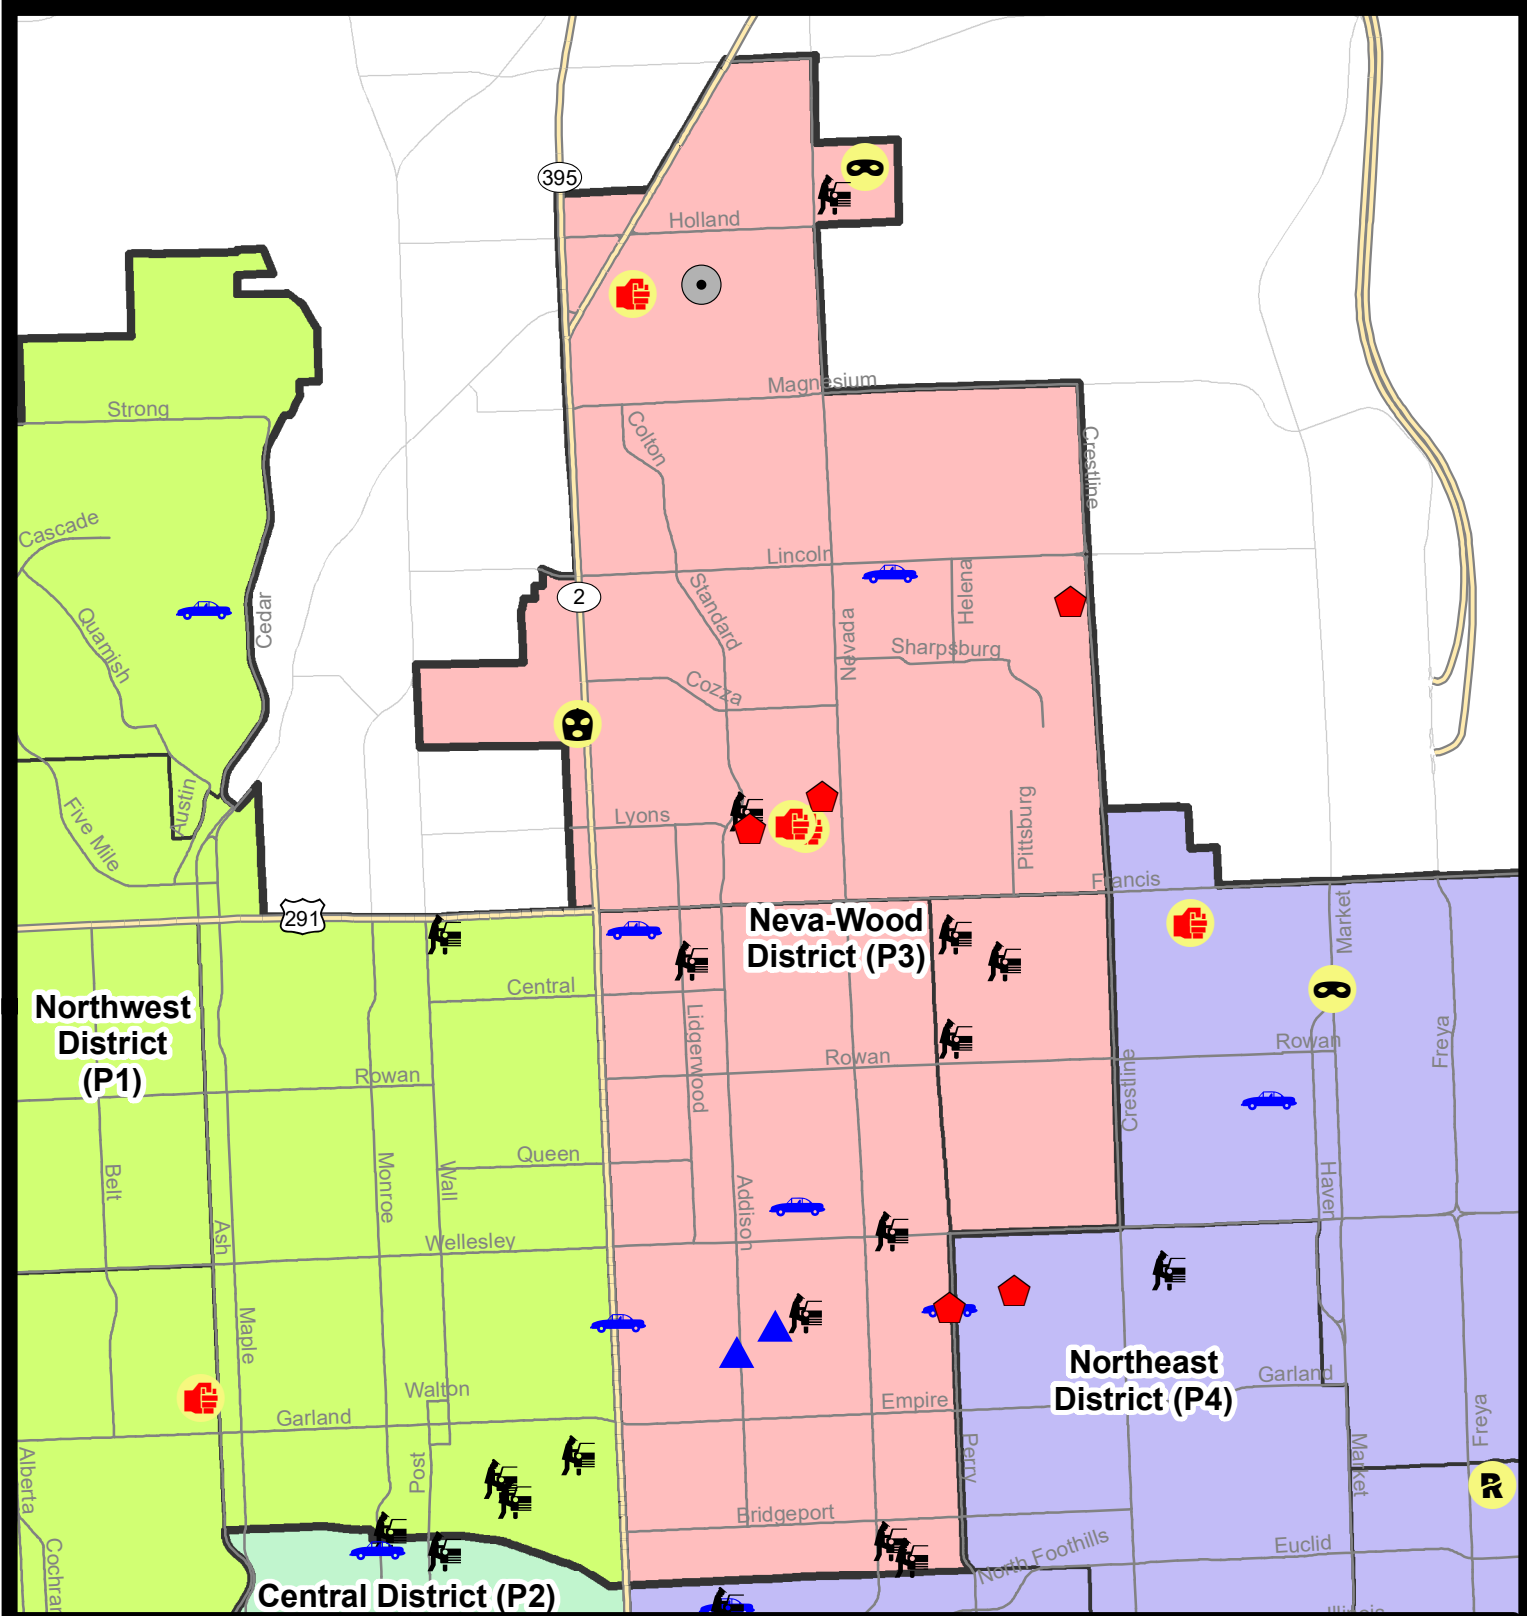 395
Holland
Magnesium
Strong
Colton
Crestline
Cascade
Lincoln
Helena
Standard
2
Quamish
Cedar
Nevada
Sharpsburg
Cozza
Austin
Five Mile
Lyons
Pittsburg
Francis
291
Neva-Wood
District (P3)
Market
Central
Northwest
District
(P1)
Lidgerwood
Rowan
Rowan
Freya
Rowan
Crestline
Belt
Monroe
Wall
Queen
Addison
Haven
Ash
Wellesley
Maple
Northeast
District (P4)
Garland
Walton
Garland
Empire
Freya
Alberta
Post
Perry
Market
R
Bridgeport
Cochran
North Foothills
Euclid
Central District (P2)
Illinois